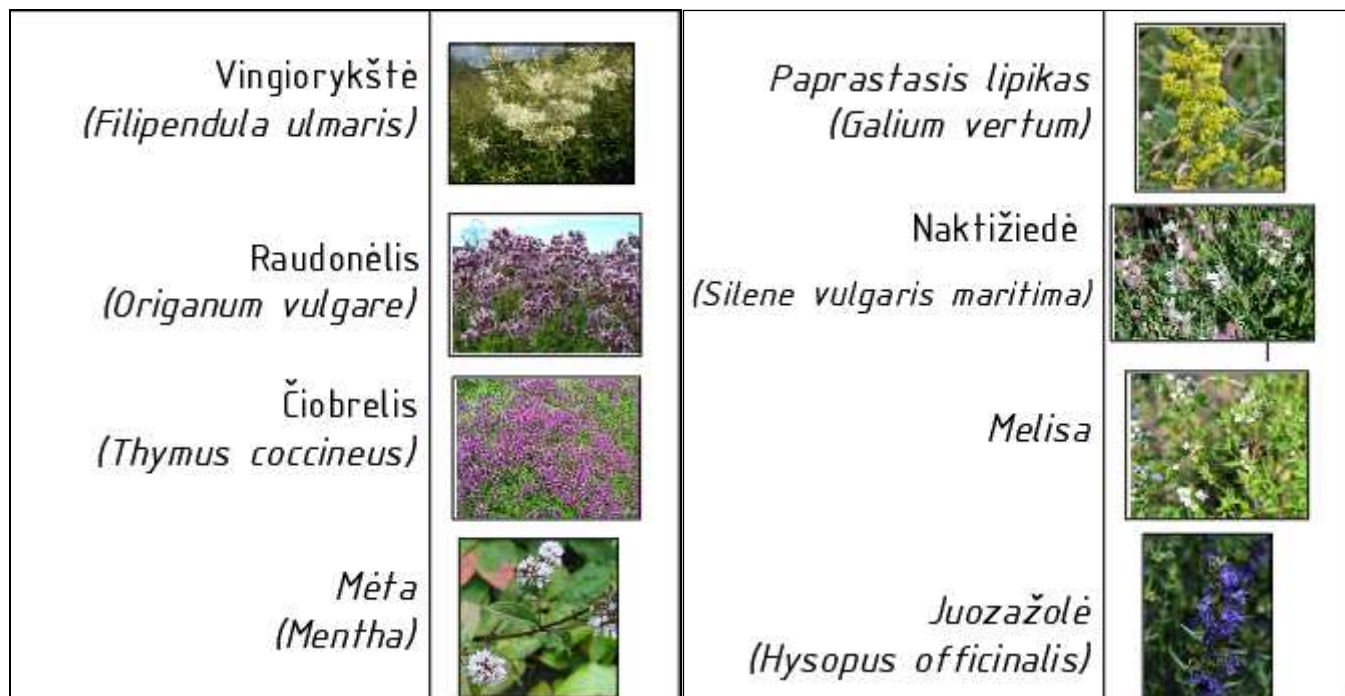 Vingiorykštė
(Filipendula ulmaris)
Raudonėlis
(Origanum vulgare)
Čiobrelis
(Thymus coccineus)
Mėta
(Mentha)
Paprastasis lipikas
(Galium vertum)
Naktižiedė
(Silene vulgaris maritima)
Melisa
Juozažolė
(Hysopus officinalis)